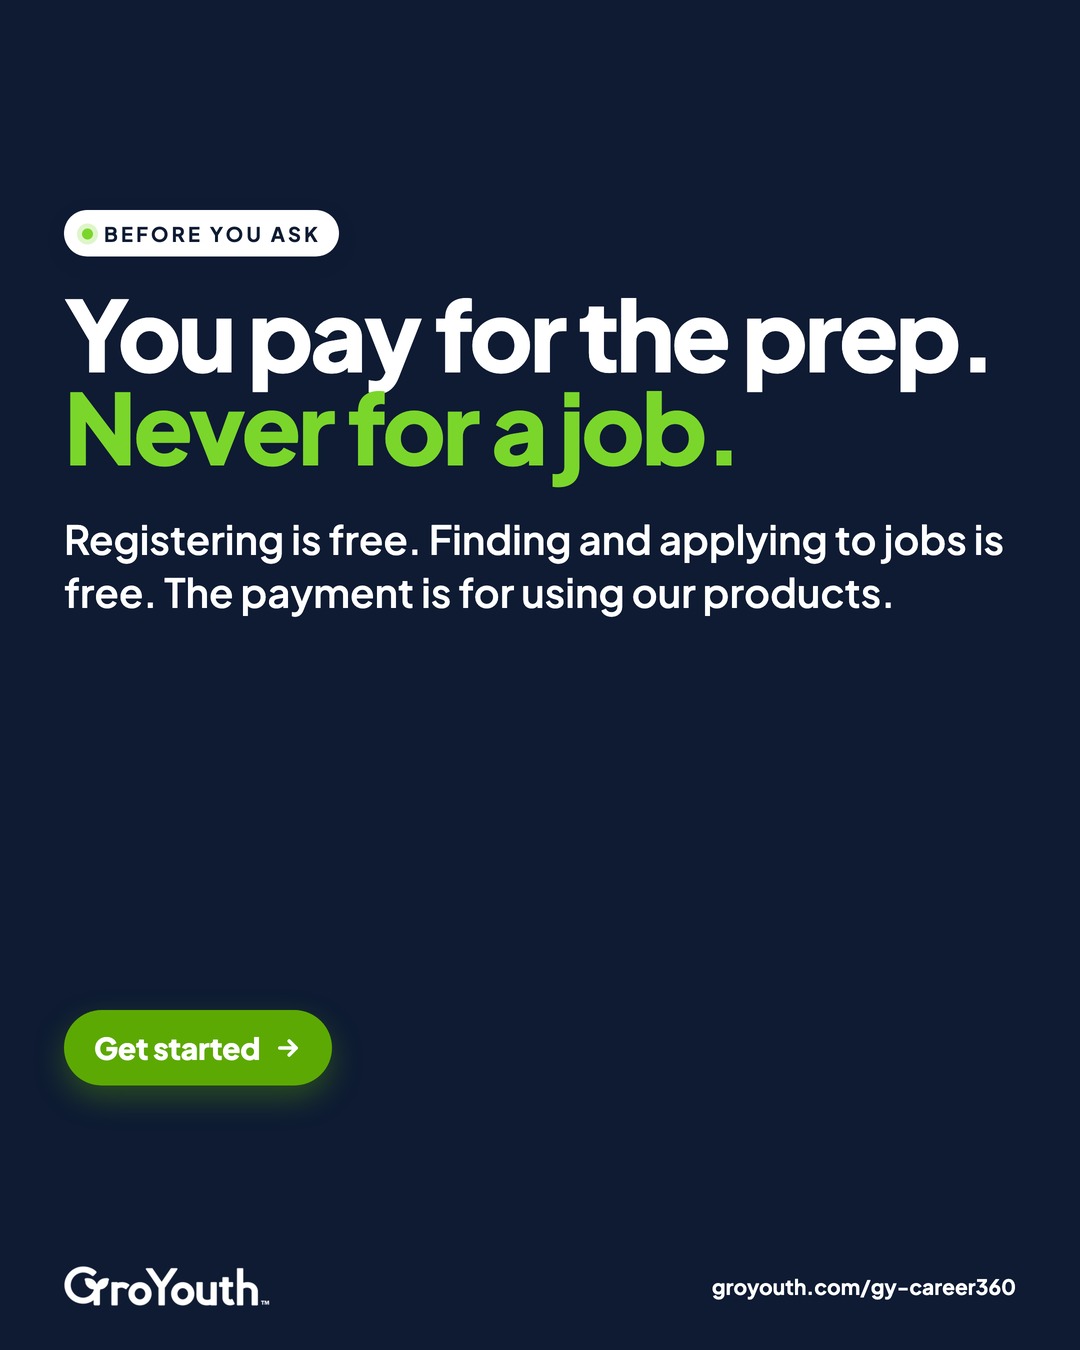 BEFORE YOU ASK
You pay for the prep.
Never for a job.
Registering is free. Finding and applying to jobs is
free. The payment is for using our products.
Get started →
GroYouth™
groyouth.com/gy-career360